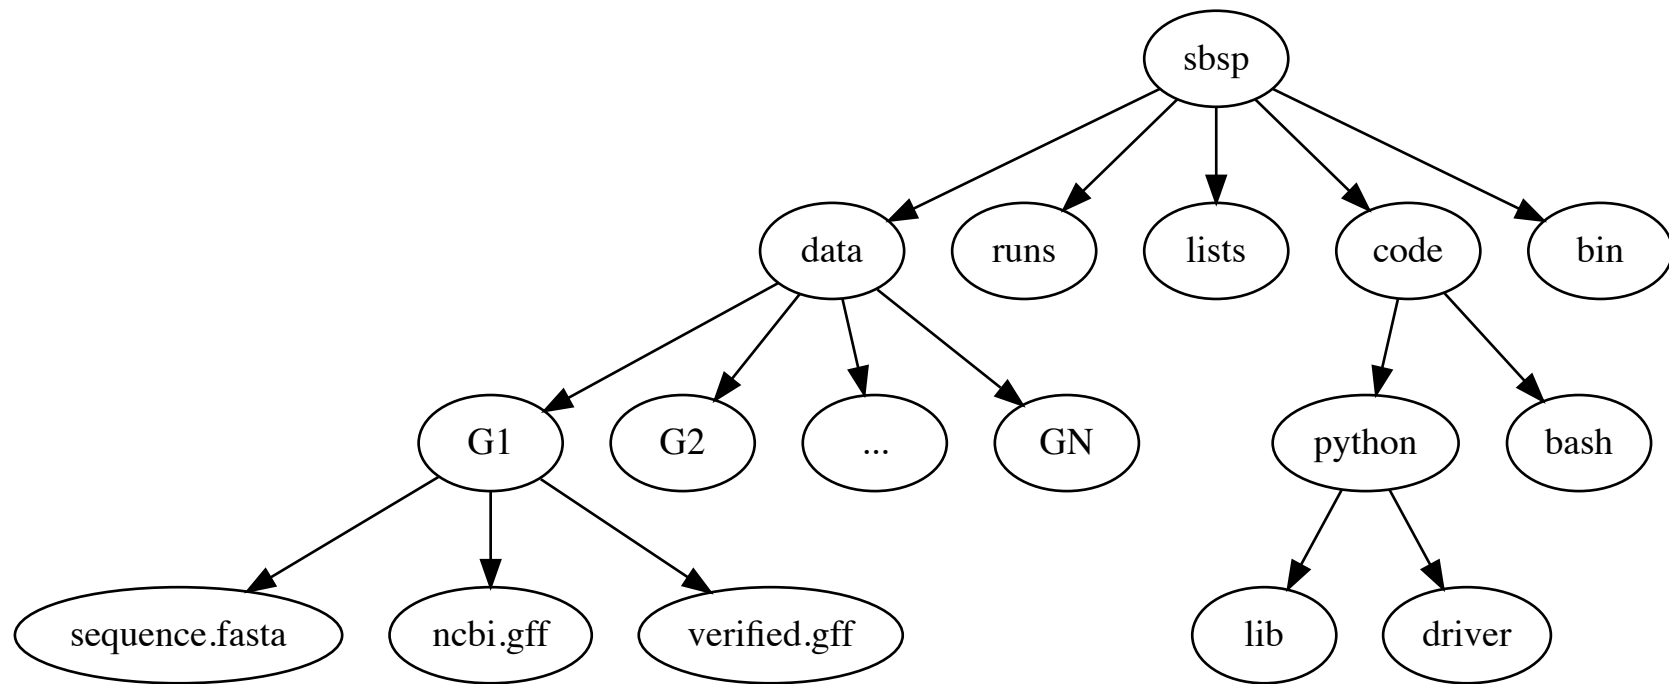 sbsp
data
runs
lists
code
bin
G1
G2
...
GN
python
bash
sequence.fasta
ncbi.gff
verified.gff
lib
driver